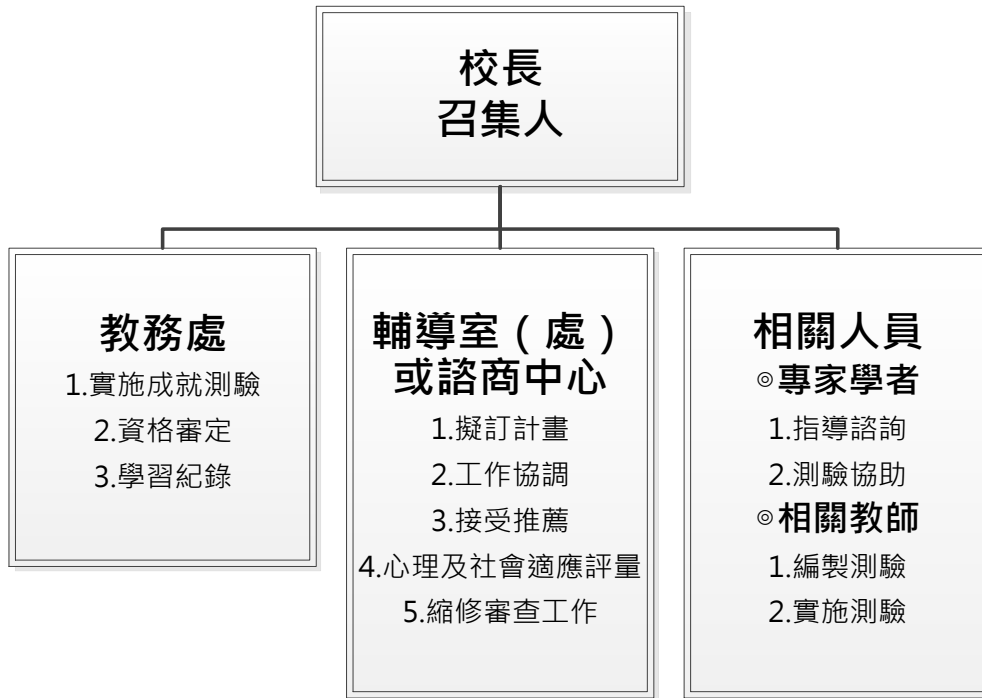 校長
召集人
教務處
1.實施成就測驗
2.資格審定
3.學習紀錄
輔導室（處）
或諮商中心
1.擬訂計畫
2.工作協調
3.接受推薦
4.心理及社會適應評量
5.縮修審查工作
相關人員
◎專家學者
1.指導諮詢
2.測驗協助
◎相關教師
1.編製測驗
2.實施測驗